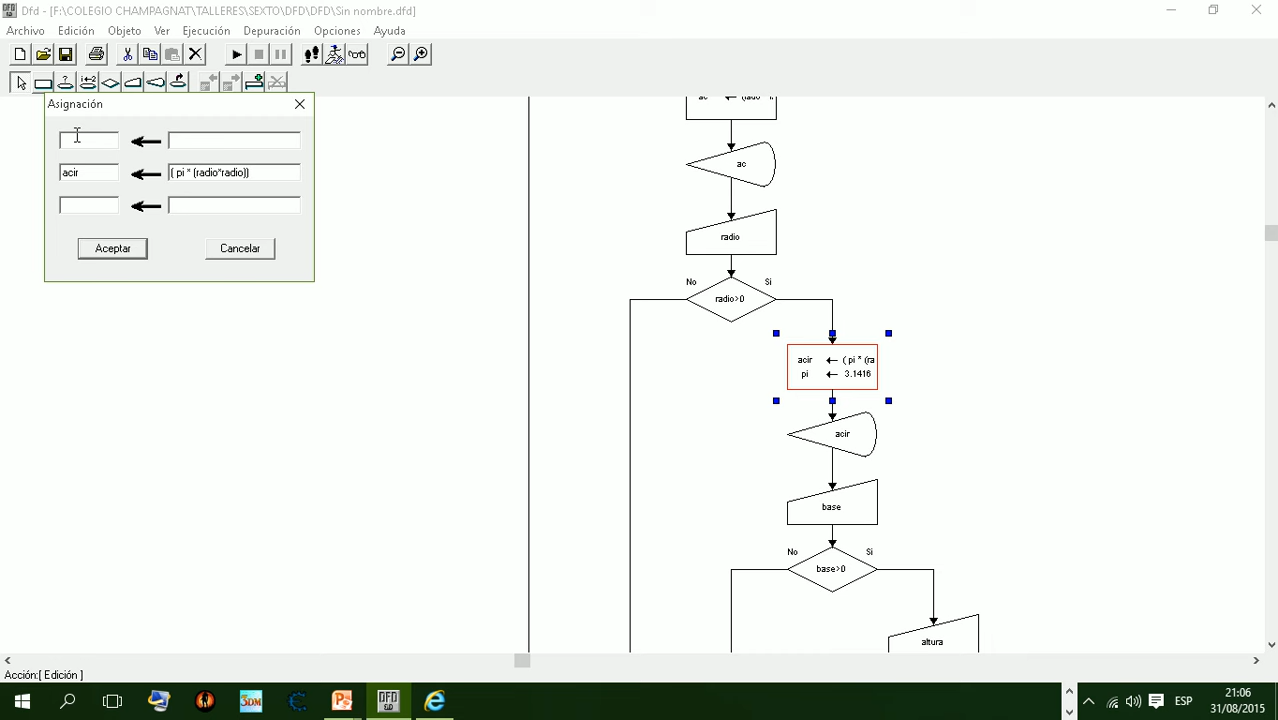 Dfd - [F:\COLEGIO CHAMPAGNAT\TALLERES\SEXTO\DFD\DFD\Sin nombre.dfd]
Archivo Edición Objeto Ver Ejecución Depuración Opciones Ayuda
Asignación
acir ( pi * (radio*radio))
Aceptar Cancelar
ac
radio
No Si
radio>0
acir ( pi * (ra
pi 3.1416
acir
base
No Si
base>0
altura
Acción:[ Edición ]
3DM
DFD
ESP
21:06
31/08/2015